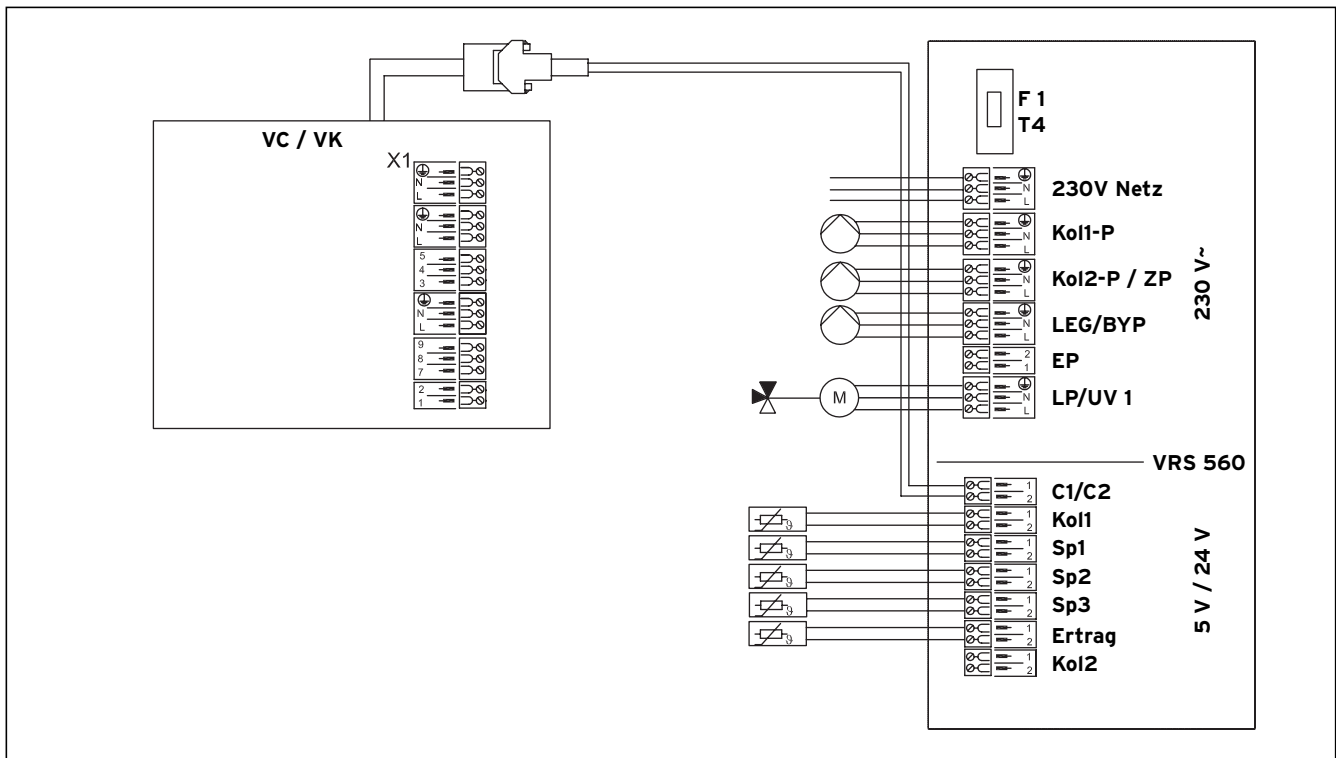 VC / VK
X1
N
L
N
L
5
4
3
N
L
9
8
7
2
1
F 1
T4
N
L
230V Netz
N
L
Kol1-P
N
L
Kol2-P / ZP
N
L
LEG/BYP
2
1
EP
M
N
L
LP/UV 1
230 V~
VRS 560
1
2
C1/C2
ϑ
1
2
Kol1
ϑ
1
2
Sp1
ϑ
1
2
Sp2
ϑ
1
2
Sp3
ϑ
1
2
Ertrag
1
2
Kol2
5 V / 24 V